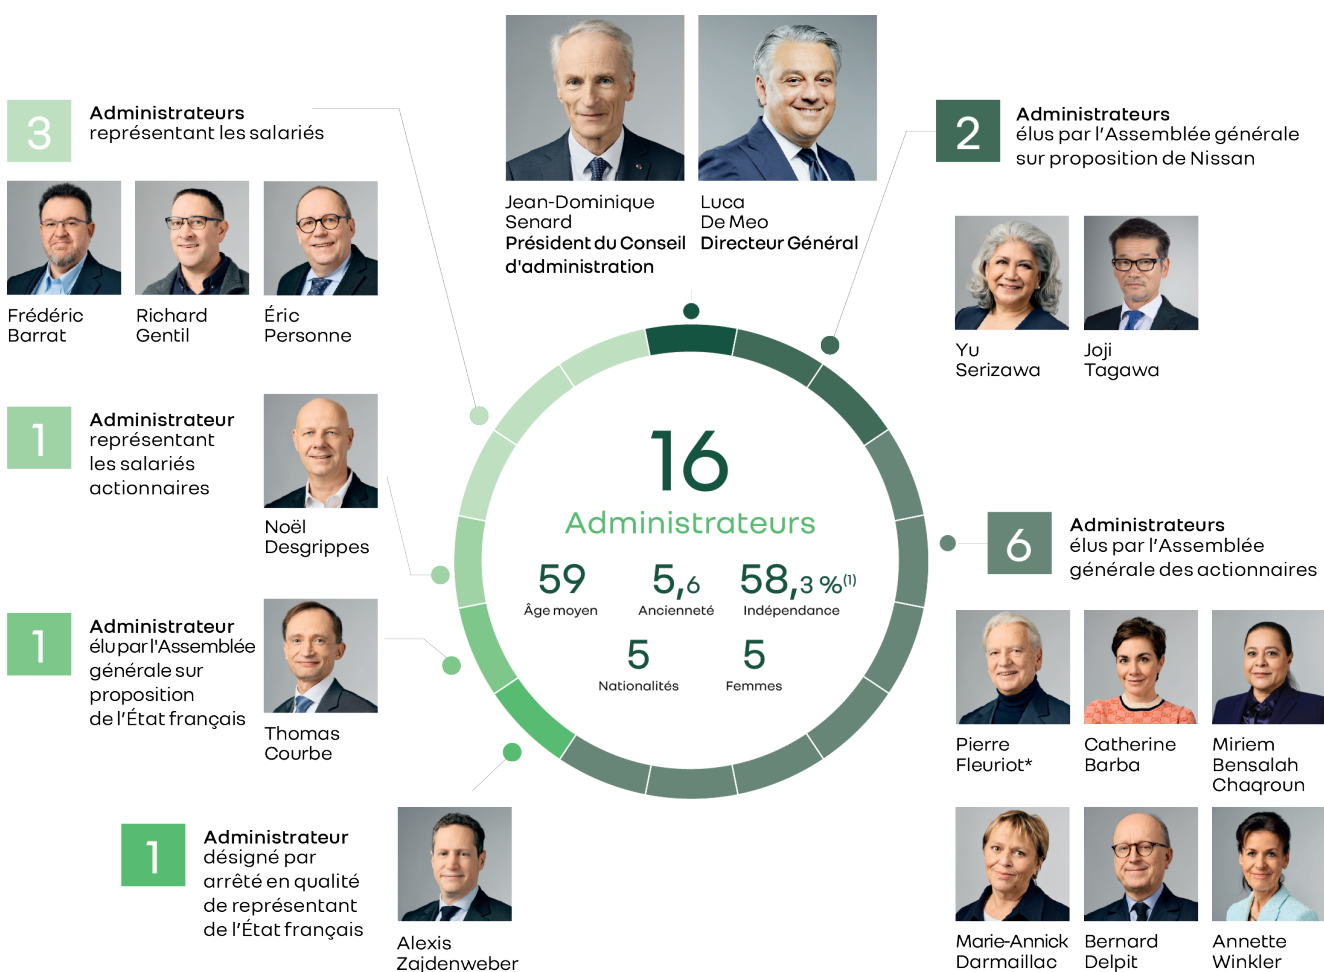 3
Administrateurs
représentant les salariés
Frédéric
Barrat
Richard
Gentil
Éric
Personne
1
Administrateur
représentant
les salariés
actionnaires
Noël
Desgrippes
1
Administrateur
élu par l'Assemblée
générale sur
proposition
de l'État français
Thomas
Courbe
1
Administrateur
désigné par
arrêté en qualité
de représentant
de l'État français
Alexis
Zajdenweber
Jean-Dominique
Senard
Président du Conseil
d'administration
Luca
De Meo
Directeur Général
16
Administrateurs
59
Âge moyen
5,6
Ancienneté
58,3 %(1)
Indépendance
5
Nationalités
5
Femmes
2
Administrateurs
élus par l'Assemblée générale
sur proposition de Nissan
Yu
Serizawa
Joji
Tagawa
6
Administrateurs
élus par l'Assemblée
générale des actionnaires
Pierre
Fleuriot*
Catherine
Barba
Miriem
Bensalah
Chaqroun
Marie-Annick
Darmaillac
Bernard
Delpit
Annette
Winkler